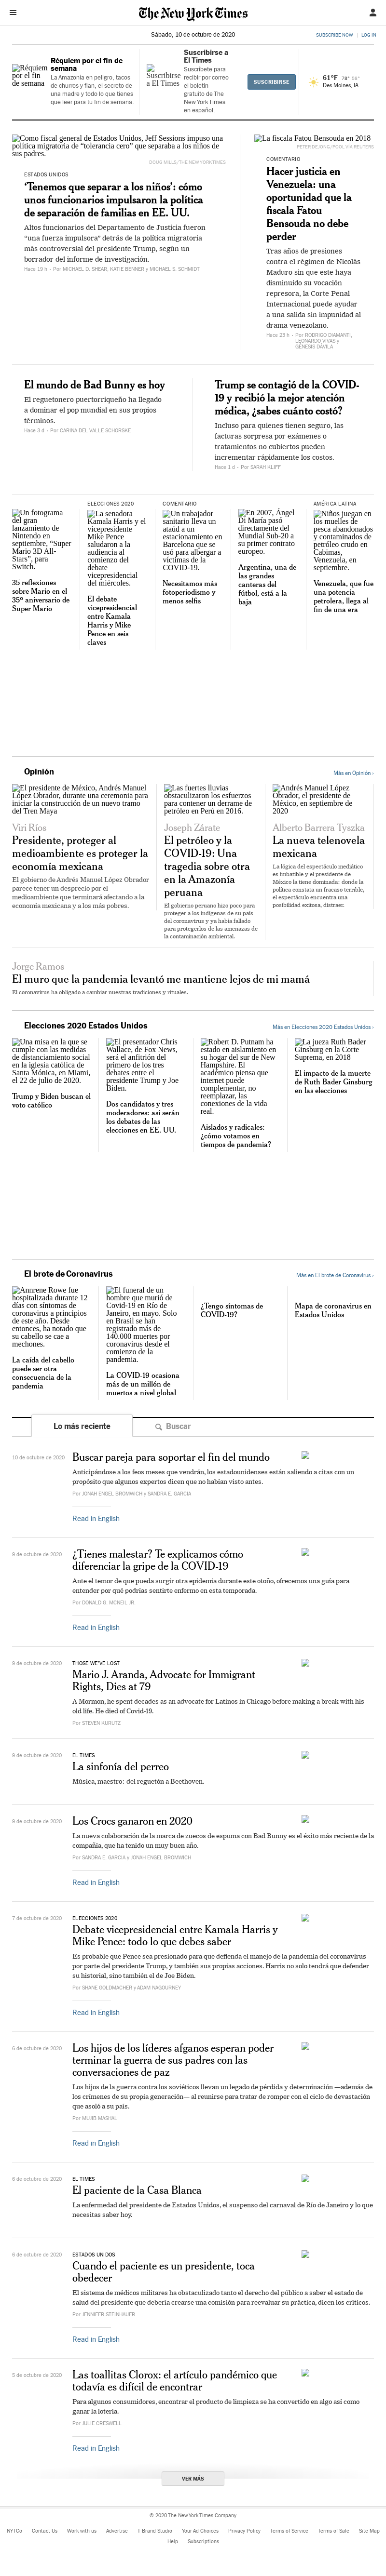 The New York Times
Sábado, 10 de octubre de 2020
SUBSCRIBE NOW
LOG IN
Réquiem por el fin de la semana
Réquiem por el fin de semana
La Amazonía en peligro, tacos de churros y flan, el secreto de una madre y todo lo que tienes que leer para tu fin de semana.
Suscribirse a El Times
Suscribirse a El Times
Suscríbete para recibir por correo el boletín gratuito de The New York Times en español.
SUSCRIBIRSE
61°F
78° 55°
Des Moines, IA
Como fiscal general de Estados Unidos, Jeff Sessions impuso una política migratoria de “tolerancia cero” que separaba a los niños de sus padres.
DOUG MILLS/THE NEW YORK TIMES
ESTADOS UNIDOS
‘Tenemos que separar a los niños’: cómo unos funcionarios impulsaron la política de separación de familias en EE. UU.
Altos funcionarios del Departamento de Justicia fueron “una fuerza impulsora” detrás de la política migratoria más controversial del presidente Trump, según un borrador del informe de una investigación.
Hace 19 h - Por MICHAEL D. SHEAR, KATIE BENNER y MICHAEL S. SCHMIDT
La fiscala Fatou Bensouda en 2018
PETER DEJONG/POOL VIA REUTERS
COMENTARIO
Hacer justicia en Venezuela: una oportunidad que la fiscala Fatou Bensouda no debe perder
Tras años de presiones contra el régimen de Nicolás Maduro sin que este haya disminuido su vocación represora, la Corte Penal Internacional puede ayudar a una salida sin impunidad al drama venezolano.
Hace 23 h - Por RODRIGO DIAMANTI, LEONARDO VIVAS y GÉNESIS DÁVILA
El mundo de Bad Bunny es hoy
El reguetonero puertorriqueño ha llegado a dominar el pop mundial en sus propios términos.
Hace 3 d - Por CARINA DEL VALLE SCHORSKE
Trump se contagió de la COVID-19 y recibió la mejor atención médica, ¿sabes cuánto costó?
Incluso para quienes tienen seguro, las facturas sorpresa por exámenes o tratamientos no cubiertos pueden incrementar rápidamente los costos.
Hace 1 d - Por SARAH KLIFF
Un fotograma del gran lanzamiento de Nintendo en septiembre, “Super Mario 3D All-Stars”, para Switch.
35 reflexiones sobre Mario en el 35º aniversario de Super Mario
ELECCIONES 2020
La senadora Kamala Harris y el vicepresidente Mike Pence saludaron a la audiencia al comienzo del debate vicepresidencial del miércoles.
El debate vicepresidencial entre Kamala Harris y Mike Pence en seis claves
COMENTARIO
Un trabajador sanitario lleva un ataúd a un estacionamiento en Barcelona que se usó para albergar a víctimas de la COVID-19.
Necesitamos más fotoperiodismo y menos selfis
En 2007, Ángel Di María pasó directamente del Mundial Sub-20 a su primer contrato europeo.
Argentina, una de las grandes canteras del fútbol, está a la baja
AMÉRICA LATINA
Niños juegan en los muelles de pesca abandonados y contaminados de petróleo crudo en Cabimas, Venezuela, en septiembre.
Venezuela, que fue una potencia petrolera, llega al fin de una era
Opinión
Más en Opinión ›
El presidente de México, Andrés Manuel López Obrador, durante una ceremonia para iniciar la construcción de un nuevo tramo del Tren Maya
Viri Ríos
Presidente, proteger al medioambiente es proteger la economía mexicana
El gobierno de Andrés Manuel López Obrador parece tener un desprecio por el medioambiente que terminará afectando a la economía mexicana y a los más pobres.
Las fuertes lluvias obstaculizaron los esfuerzos para contener un derrame de petróleo en Perú en 2016.
Joseph Zárate
El petróleo y la COVID-19: Una tragedia sobre otra en la Amazonía peruana
El gobierno peruano hizo poco para proteger a los indígenas de su país del coronavirus y ya había fallado para protegerlos de las amenazas de la contaminación ambiental.
Andrés Manuel López Obrador, el presidente de México, en septiembre de 2020
Alberto Barrera Tyszka
La nueva telenovela mexicana
La lógica del espectáculo mediático es imbatible y el presidente de México la tiene dominada: donde la política constata un fracaso terrible, el espectáculo encuentra una posibilidad exitosa, distraer.
Jorge Ramos
El muro que la pandemia levantó me mantiene lejos de mi mamá
El coronavirus ha obligado a cambiar nuestras tradiciones y rituales.
Elecciones 2020 Estados Unidos
Más en Elecciones 2020 Estados Unidos ›
Una misa en la que se cumple con las medidas de distanciamiento social en la iglesia católica de Santa Mónica, en Miami, el 22 de julio de 2020.
Trump y Biden buscan el voto católico
El presentador Chris Wallace, de Fox News, será el anfitrión del primero de los tres debates entre el presidente Trump y Joe Biden.
Dos candidatos y tres moderadores: así serán los debates de las elecciones en EE. UU.
Robert D. Putnam ha estado en aislamiento en su hogar del sur de New Hampshire. El académico piensa que internet puede complementar, no reemplazar, las conexiones de la vida real.
Aislados y radicales: ¿cómo votamos en tiempos de pandemia?
La jueza Ruth Bader Ginsburg en la Corte Suprema, en 2018
El impacto de la muerte de Ruth Bader Ginsburg en las elecciones
El brote de Coronavirus
Más en El brote de Coronavirus ›
Annrene Rowe fue hospitalizada durante 12 días con síntomas de coronavirus a principios de este año. Desde entonces, ha notado que su cabello se cae a mechones.
La caída del cabello puede ser otra consecuencia de la pandemia
El funeral de un hombre que murió de Covid-19 en Río de Janeiro, en mayo. Solo en Brasil se han registrado más de 140.000 muertes por coronavirus desde el comienzo de la pandemia.
La COVID-19 ocasiona más de un millón de muertos a nivel global
¿Tengo síntomas de COVID-19?
Mapa de coronavirus en Estados Unidos
Lo más reciente
Buscar
10 de octubre de 2020
Buscar pareja para soportar el fin del mundo
Anticipándose a los feos meses que vendrán, los estadounidenses están saliendo a citas con un propósito que algunos expertos dicen que no habían visto antes.
Por JONAH ENGEL BROMWICH y SANDRA E. GARCIA
Read in English
9 de octubre de 2020
¿Tienes malestar? Te explicamos cómo diferenciar la gripe de la COVID-19
Ante el temor de que pueda surgir otra epidemia durante este otoño, ofrecemos una guía para entender por qué podrías sentirte enfermo en esta temporada.
Por DONALD G. MCNEIL JR.
Read in English
9 de octubre de 2020
THOSE WE'VE LOST
Mario J. Aranda, Advocate for Immigrant Rights, Dies at 79
A Mormon, he spent decades as an advocate for Latinos in Chicago before making a break with his old life. He died of Covid-19.
Por STEVEN KURUTZ
9 de octubre de 2020
EL TIMES
La sinfonía del perreo
Música, maestro: del reguetón a Beethoven.
9 de octubre de 2020
Los Crocs ganaron en 2020
La nueva colaboración de la marca de zuecos de espuma con Bad Bunny es el éxito más reciente de la compañía, que ha tenido un muy buen año.
Por SANDRA E. GARCIA y JONAH ENGEL BROMWICH
Read in English
7 de octubre de 2020
ELECCIONES 2020
Debate vicepresidencial entre Kamala Harris y Mike Pence: todo lo que debes saber
Es probable que Pence sea presionado para que defienda el manejo de la pandemia del coronavirus por parte del presidente Trump, y también sus propias acciones. Harris no solo tendrá que defender su historial, sino también el de Joe Biden.
Por SHANE GOLDMACHER y ADAM NAGOURNEY
Read in English
6 de octubre de 2020
Los hijos de los líderes afganos esperan poder terminar la guerra de sus padres con las conversaciones de paz
Los hijos de la guerra contra los soviéticos llevan un legado de pérdida y determinación —además de los crímenes de su propia generación— al reunirse para tratar de romper con el ciclo de devastación que asoló a su país.
Por MUJIB MASHAL
Read in English
6 de octubre de 2020
EL TIMES
El paciente de la Casa Blanca
La enfermedad del presidente de Estados Unidos, el suspenso del carnaval de Río de Janeiro y lo que necesitas saber hoy.
6 de octubre de 2020
ESTADOS UNIDOS
Cuando el paciente es un presidente, toca obedecer
El sistema de médicos militares ha obstaculizado tanto el derecho del público a saber el estado de salud del presidente que debería crearse una comisión para reevaluar su práctica, dicen los críticos.
Por JENNIFER STEINHAUER
Read in English
5 de octubre de 2020
Las toallitas Clorox: el artículo pandémico que todavía es difícil de encontrar
Para algunos consumidores, encontrar el producto de limpieza se ha convertido en algo así como ganar la lotería.
Por JULIE CRESWELL
Read in English
VER MÁS
© 2020 The New York Times Company
NYTCo
Contact Us
Work with us
Advertise
T Brand Studio
Your Ad Choices
Privacy Policy
Terms of Service
Terms of Sale
Site Map
Help
Subscriptions